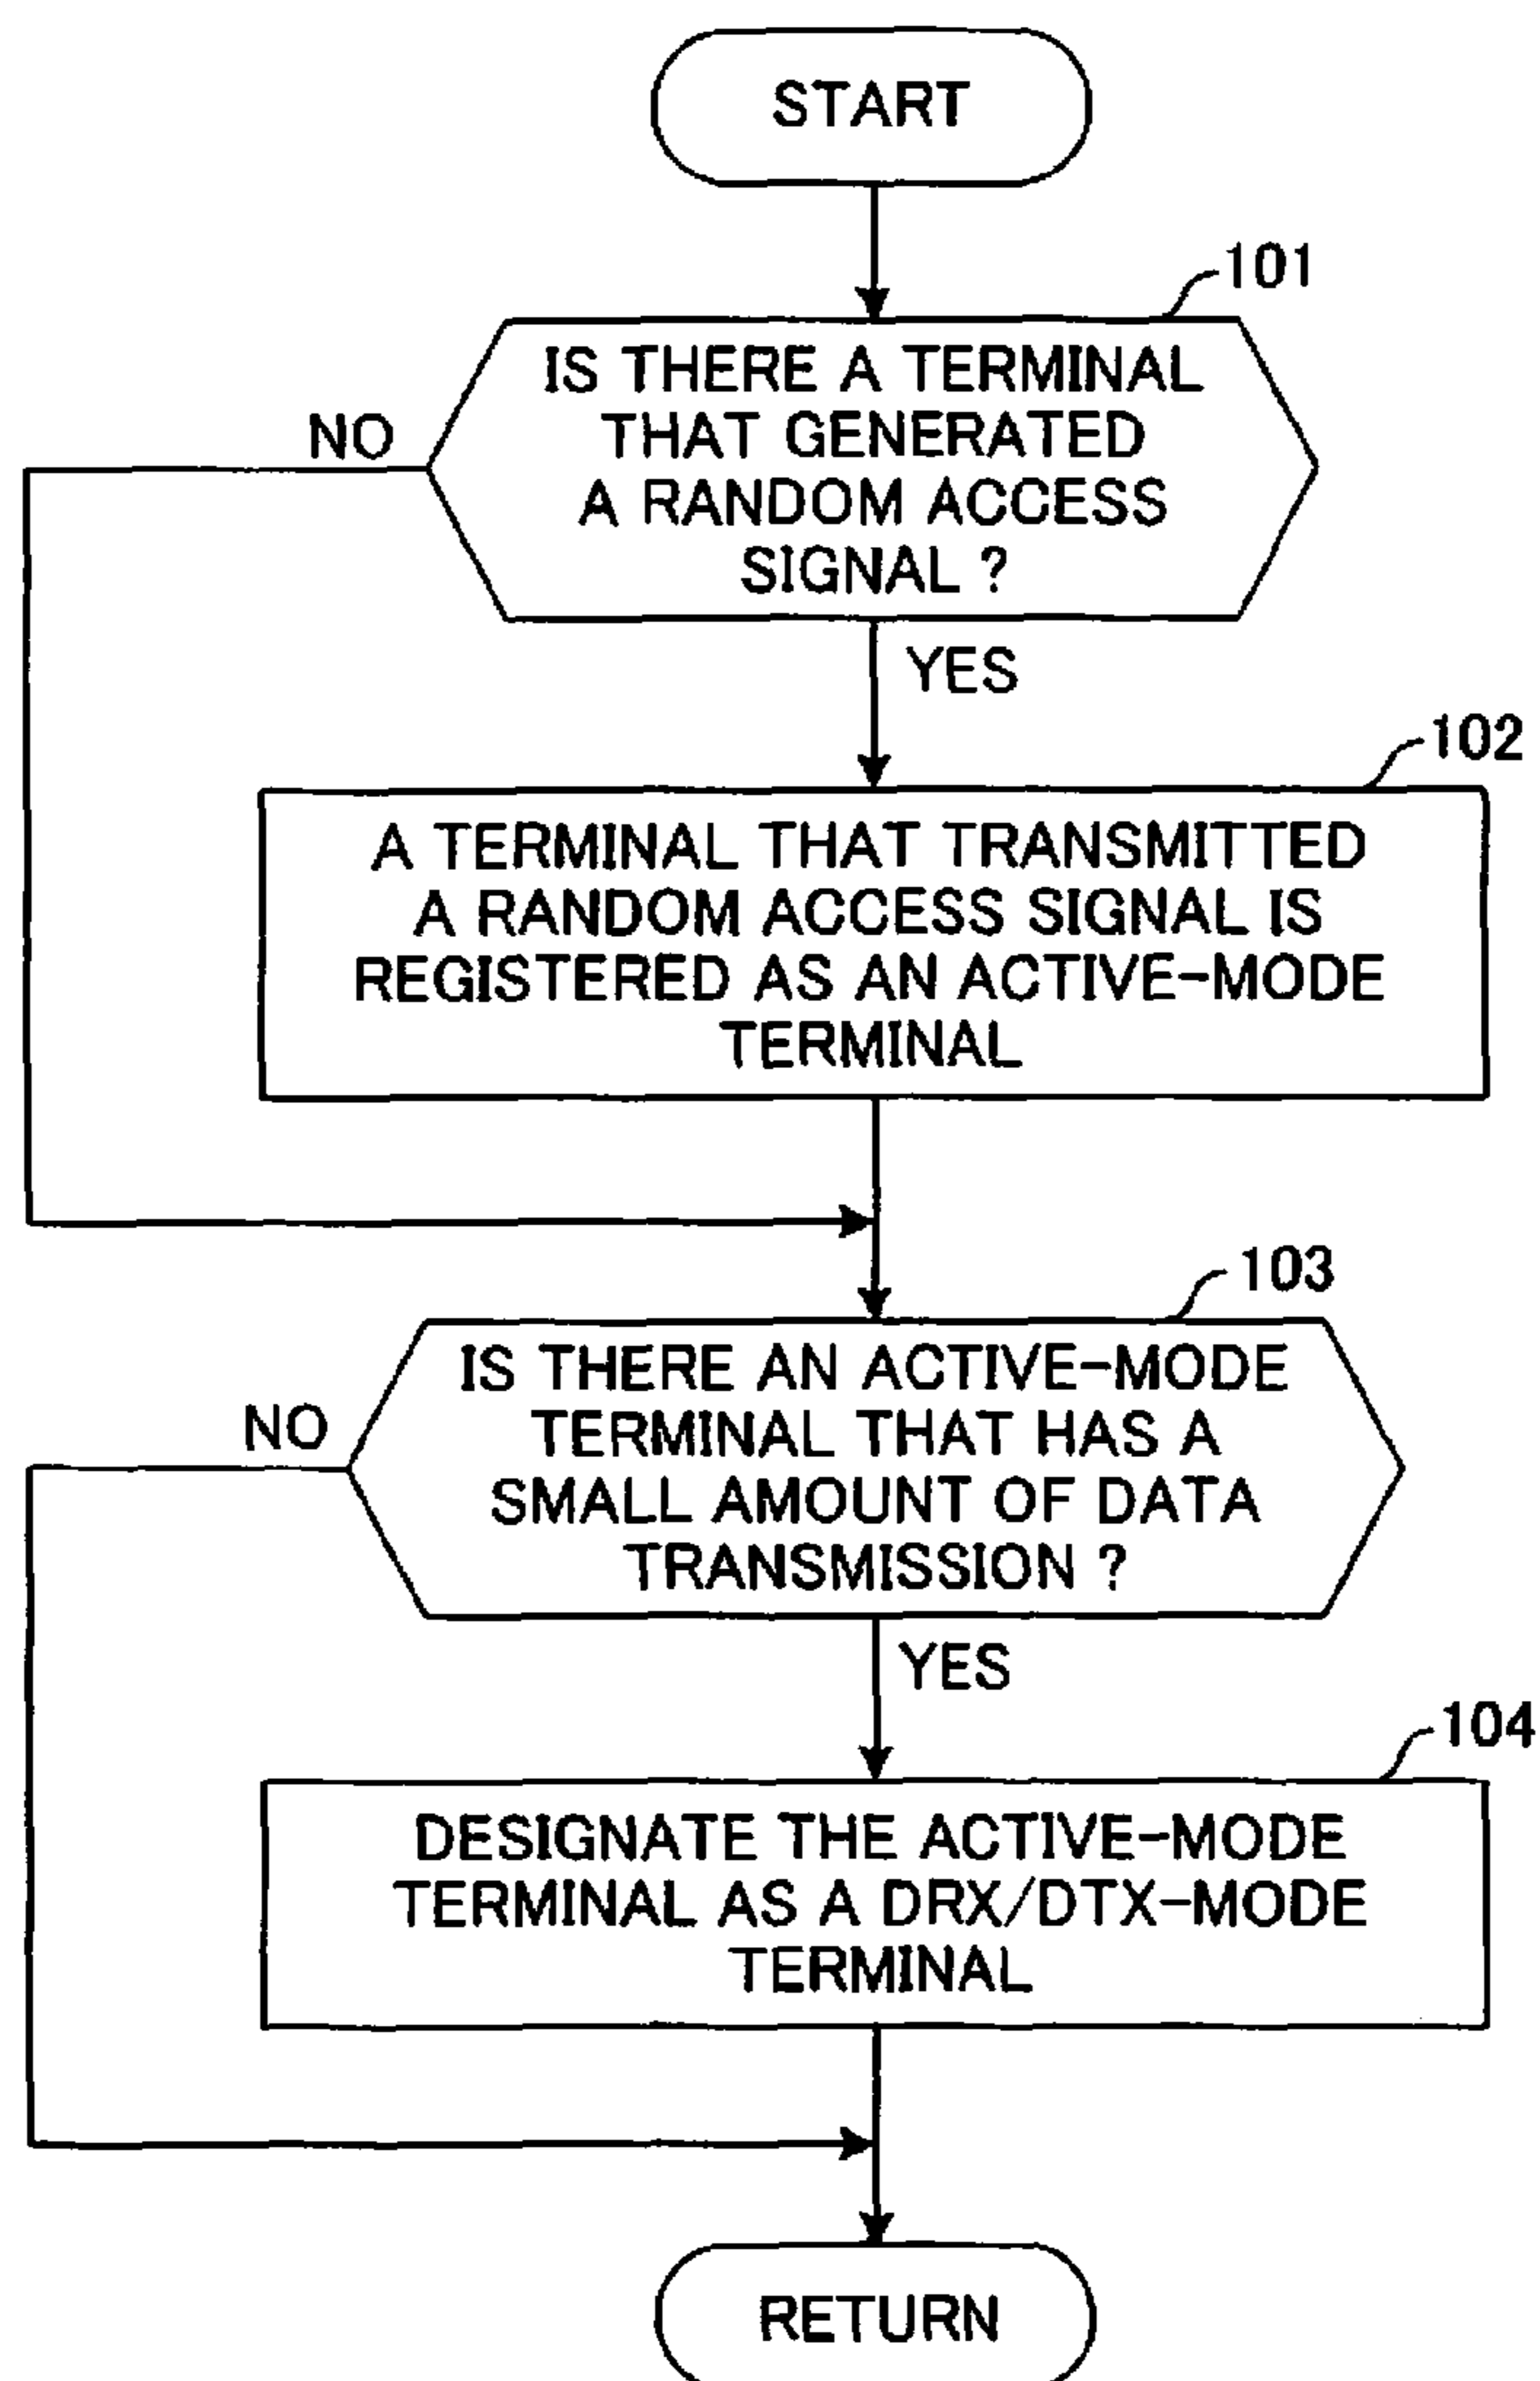 START
101
IS THERE A TERMINAL
THAT GENERATED
A RANDOM ACCESS
SIGNAL ?
NO
YES
102
A TERMINAL THAT TRANSMITTED
A RANDOM ACCESS SIGNAL IS
REGISTERED AS AN ACTIVE-MODE
TERMINAL
103
IS THERE AN ACTIVE-MODE
TERMINAL THAT HAS A
SMALL AMOUNT OF DATA
TRANSMISSION ?
NO
YES
104
DESIGNATE THE ACTIVE-MODE
TERMINAL AS A DRX/DTX-MODE
TERMINAL
RETURN